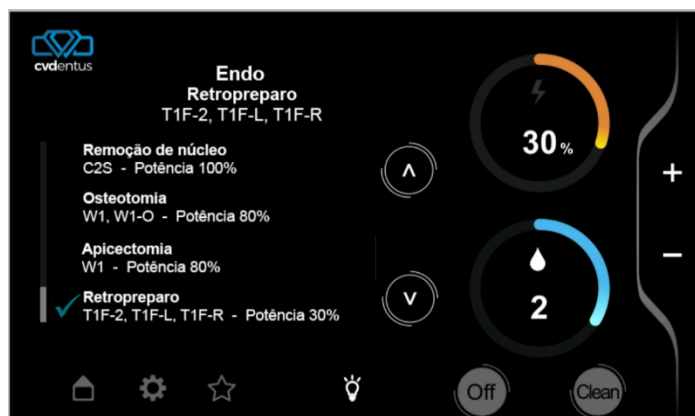 cvdentus
Endo
Retropreparo
T1F-2, T1F-L, T1F-R
Remoção de núcleo
C2S - Potência 100%
Osteotomia
W1, W1-O - Potência 80%
Apicectomia
W1 - Potência 80%
Retropreparo
T1F-2, T1F-L, T1F-R - Potência 30%
30%
2
+
−
Off
Clean